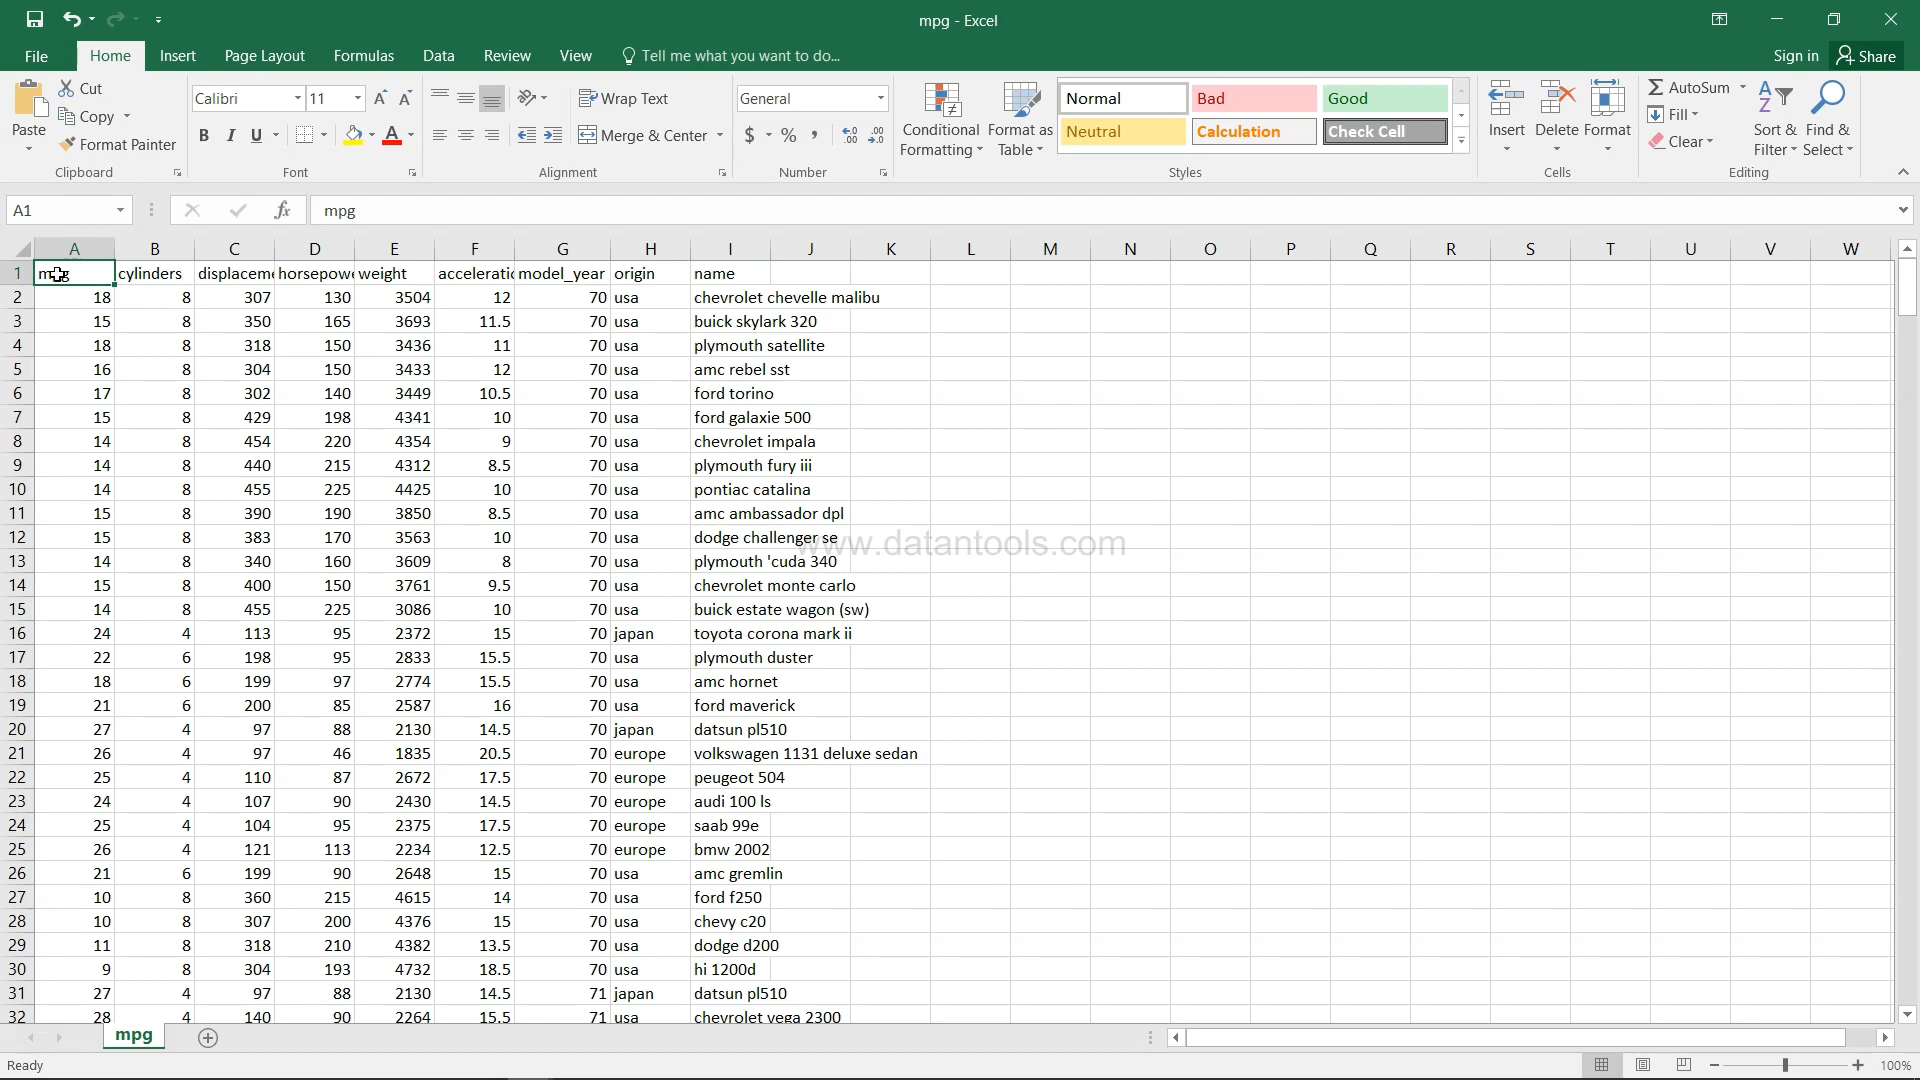 mpg - Excel
File Home Insert Page Layout Formulas Data Review View Tell me what you want to do... Sign in Share
Paste Cut Copy Format Painter Clipboard
Calibri 11 A A B I U A Font
Wrap Text Merge & Center Alignment
General $ % , Number
Conditional Formatting Format as Table
Normal Bad Good
Neutral Calculation Check Cell
Styles
Insert Delete Format Cells
AutoSum Fill Clear Sort & Filter Find & Select Editing
A1 fx mpg
A B C D E F G H I J K L M N O P Q R S T U V W
1 mpg cylinders displaceme horsepowe weight acceleratio model_year origin name
2 18 8 307 130 3504 12 70 usa chevrolet chevelle malibu
3 15 8 350 165 3693 11.5 70 usa buick skylark 320
4 18 8 318 150 3436 11 70 usa plymouth satellite
5 16 8 304 150 3433 12 70 usa amc rebel sst
6 17 8 302 140 3449 10.5 70 usa ford torino
7 15 8 429 198 4341 10 70 usa ford galaxie 500
8 14 8 454 220 4354 9 70 usa chevrolet impala
9 14 8 440 215 4312 8.5 70 usa plymouth fury iii
10 14 8 455 225 4425 10 70 usa pontiac catalina
11 15 8 390 190 3850 8.5 70 usa amc ambassador dpl
12 15 8 383 170 3563 10 70 usa dodge challenger se
www.datantools.com
13 14 8 340 160 3609 8 70 usa plymouth 'cuda 340
14 15 8 400 150 3761 9.5 70 usa chevrolet monte carlo
15 14 8 455 225 3086 10 70 usa buick estate wagon (sw)
16 24 4 113 95 2372 15 70 japan toyota corona mark ii
17 22 6 198 95 2833 15.5 70 usa plymouth duster
18 18 6 199 97 2774 15.5 70 usa amc hornet
19 21 6 200 85 2587 16 70 usa ford maverick
20 27 4 97 88 2130 14.5 70 japan datsun pl510
21 26 4 97 46 1835 20.5 70 europe volkswagen 1131 deluxe sedan
22 25 4 110 87 2672 17.5 70 europe peugeot 504
23 24 4 107 90 2430 14.5 70 europe audi 100 ls
24 25 4 104 95 2375 17.5 70 europe saab 99e
25 26 4 121 113 2234 12.5 70 europe bmw 2002
26 21 6 199 90 2648 15 70 usa amc gremlin
27 10 8 360 215 4615 14 70 usa ford f250
28 10 8 307 200 4376 15 70 usa chevy c20
29 11 8 318 210 4382 13.5 70 usa dodge d200
30 9 8 304 193 4732 18.5 70 usa hi 1200d
31 27 4 97 88 2130 14.5 71 japan datsun pl510
32 28 4 140 90 2264 15.5 71 usa chevrolet vega 2300
mpg
Ready 100%